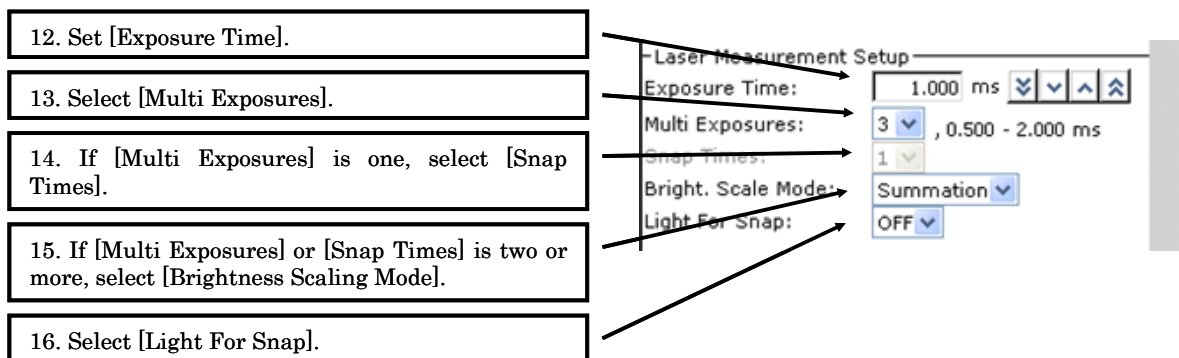 12. Set [Exposure Time].
13. Select [Multi Exposures].
14. If [Multi Exposures] is one, select [Snap
Times].
15. If [Multi Exposures] or [Snap Times] is two or
more, select [Brightness Scaling Mode].
16. Select [Light For Snap].
Laser Measurement Setup
Exposure Time: 1.000 ms
Multi Exposures: 3 , 0.500 - 2.000 ms
Snap Times: 1
Bright. Scale Mode: Summation
Light For Snap: OFF